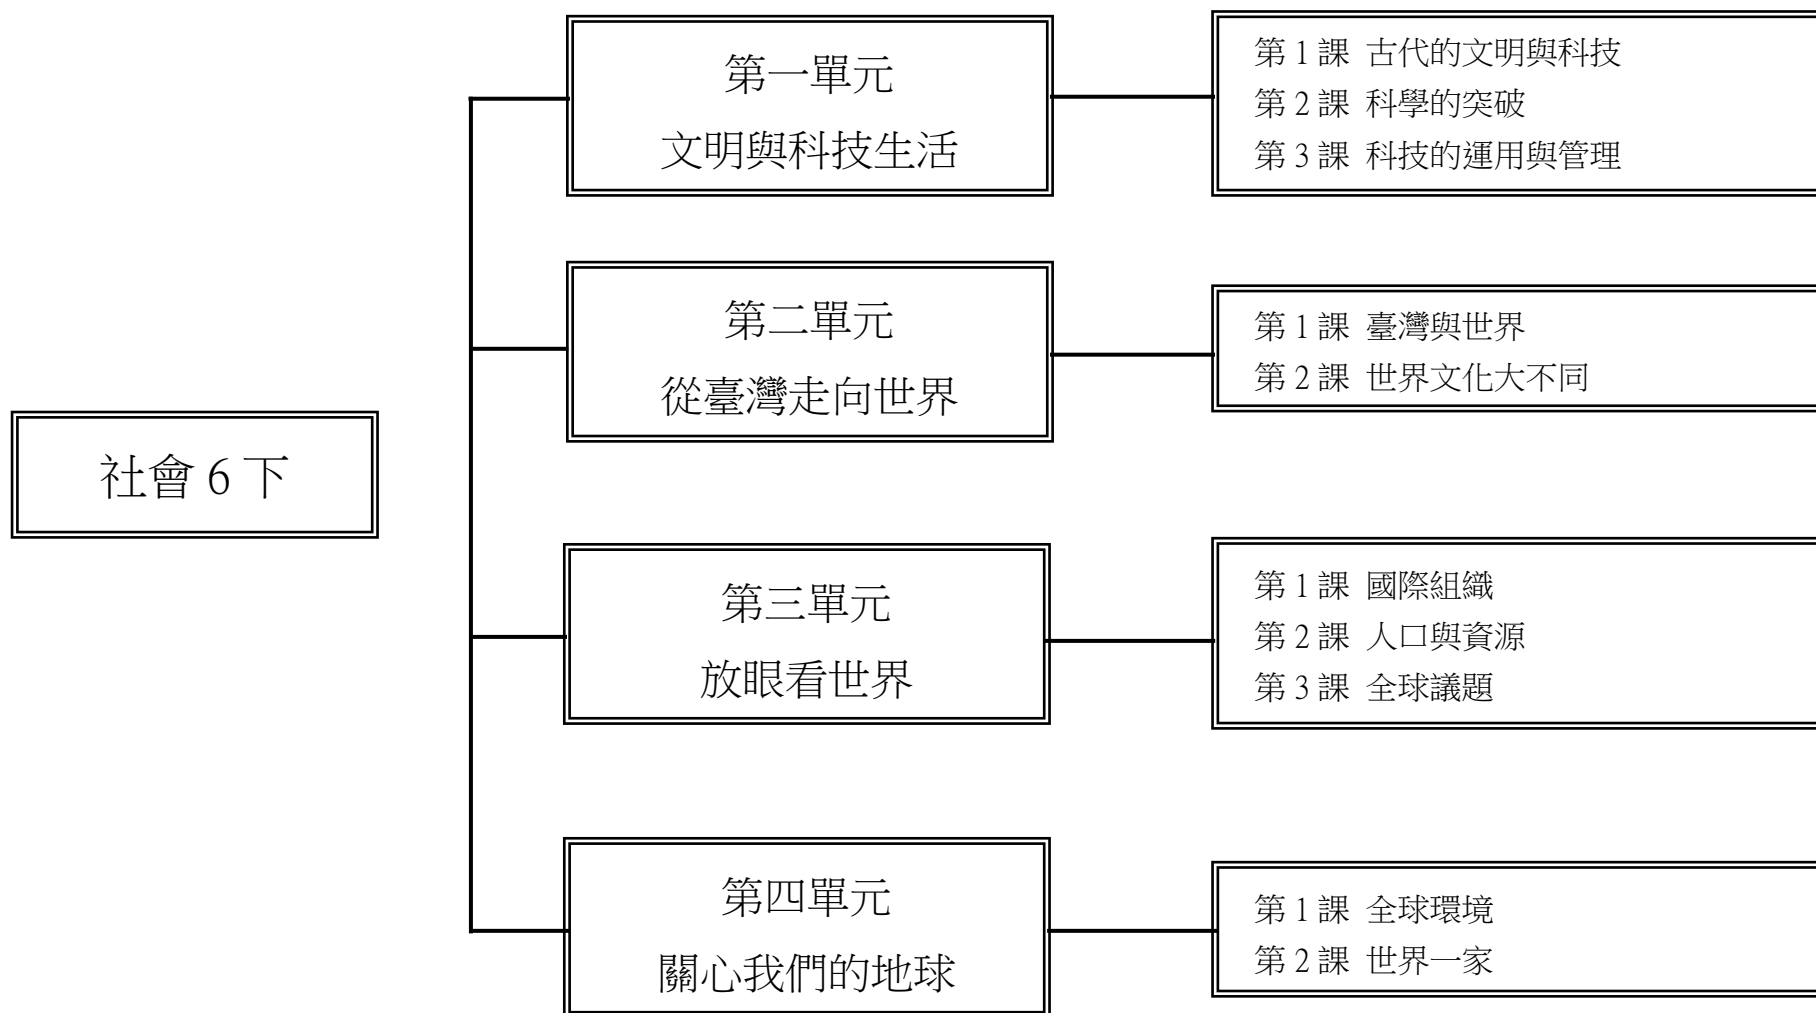 社會 6 下
第一單元
文明與科技生活
第 1 課 古代的文明與科技
第 2 課 科學的突破
第 3 課 科技的運用與管理
第二單元
從臺灣走向世界
第 1 課 臺灣與世界
第 2 課 世界文化大不同
第三單元
放眼看世界
第 1 課 國際組織
第 2 課 人口與資源
第 3 課 全球議題
第四單元
關心我們的地球
第 1 課 全球環境
第 2 課 世界一家